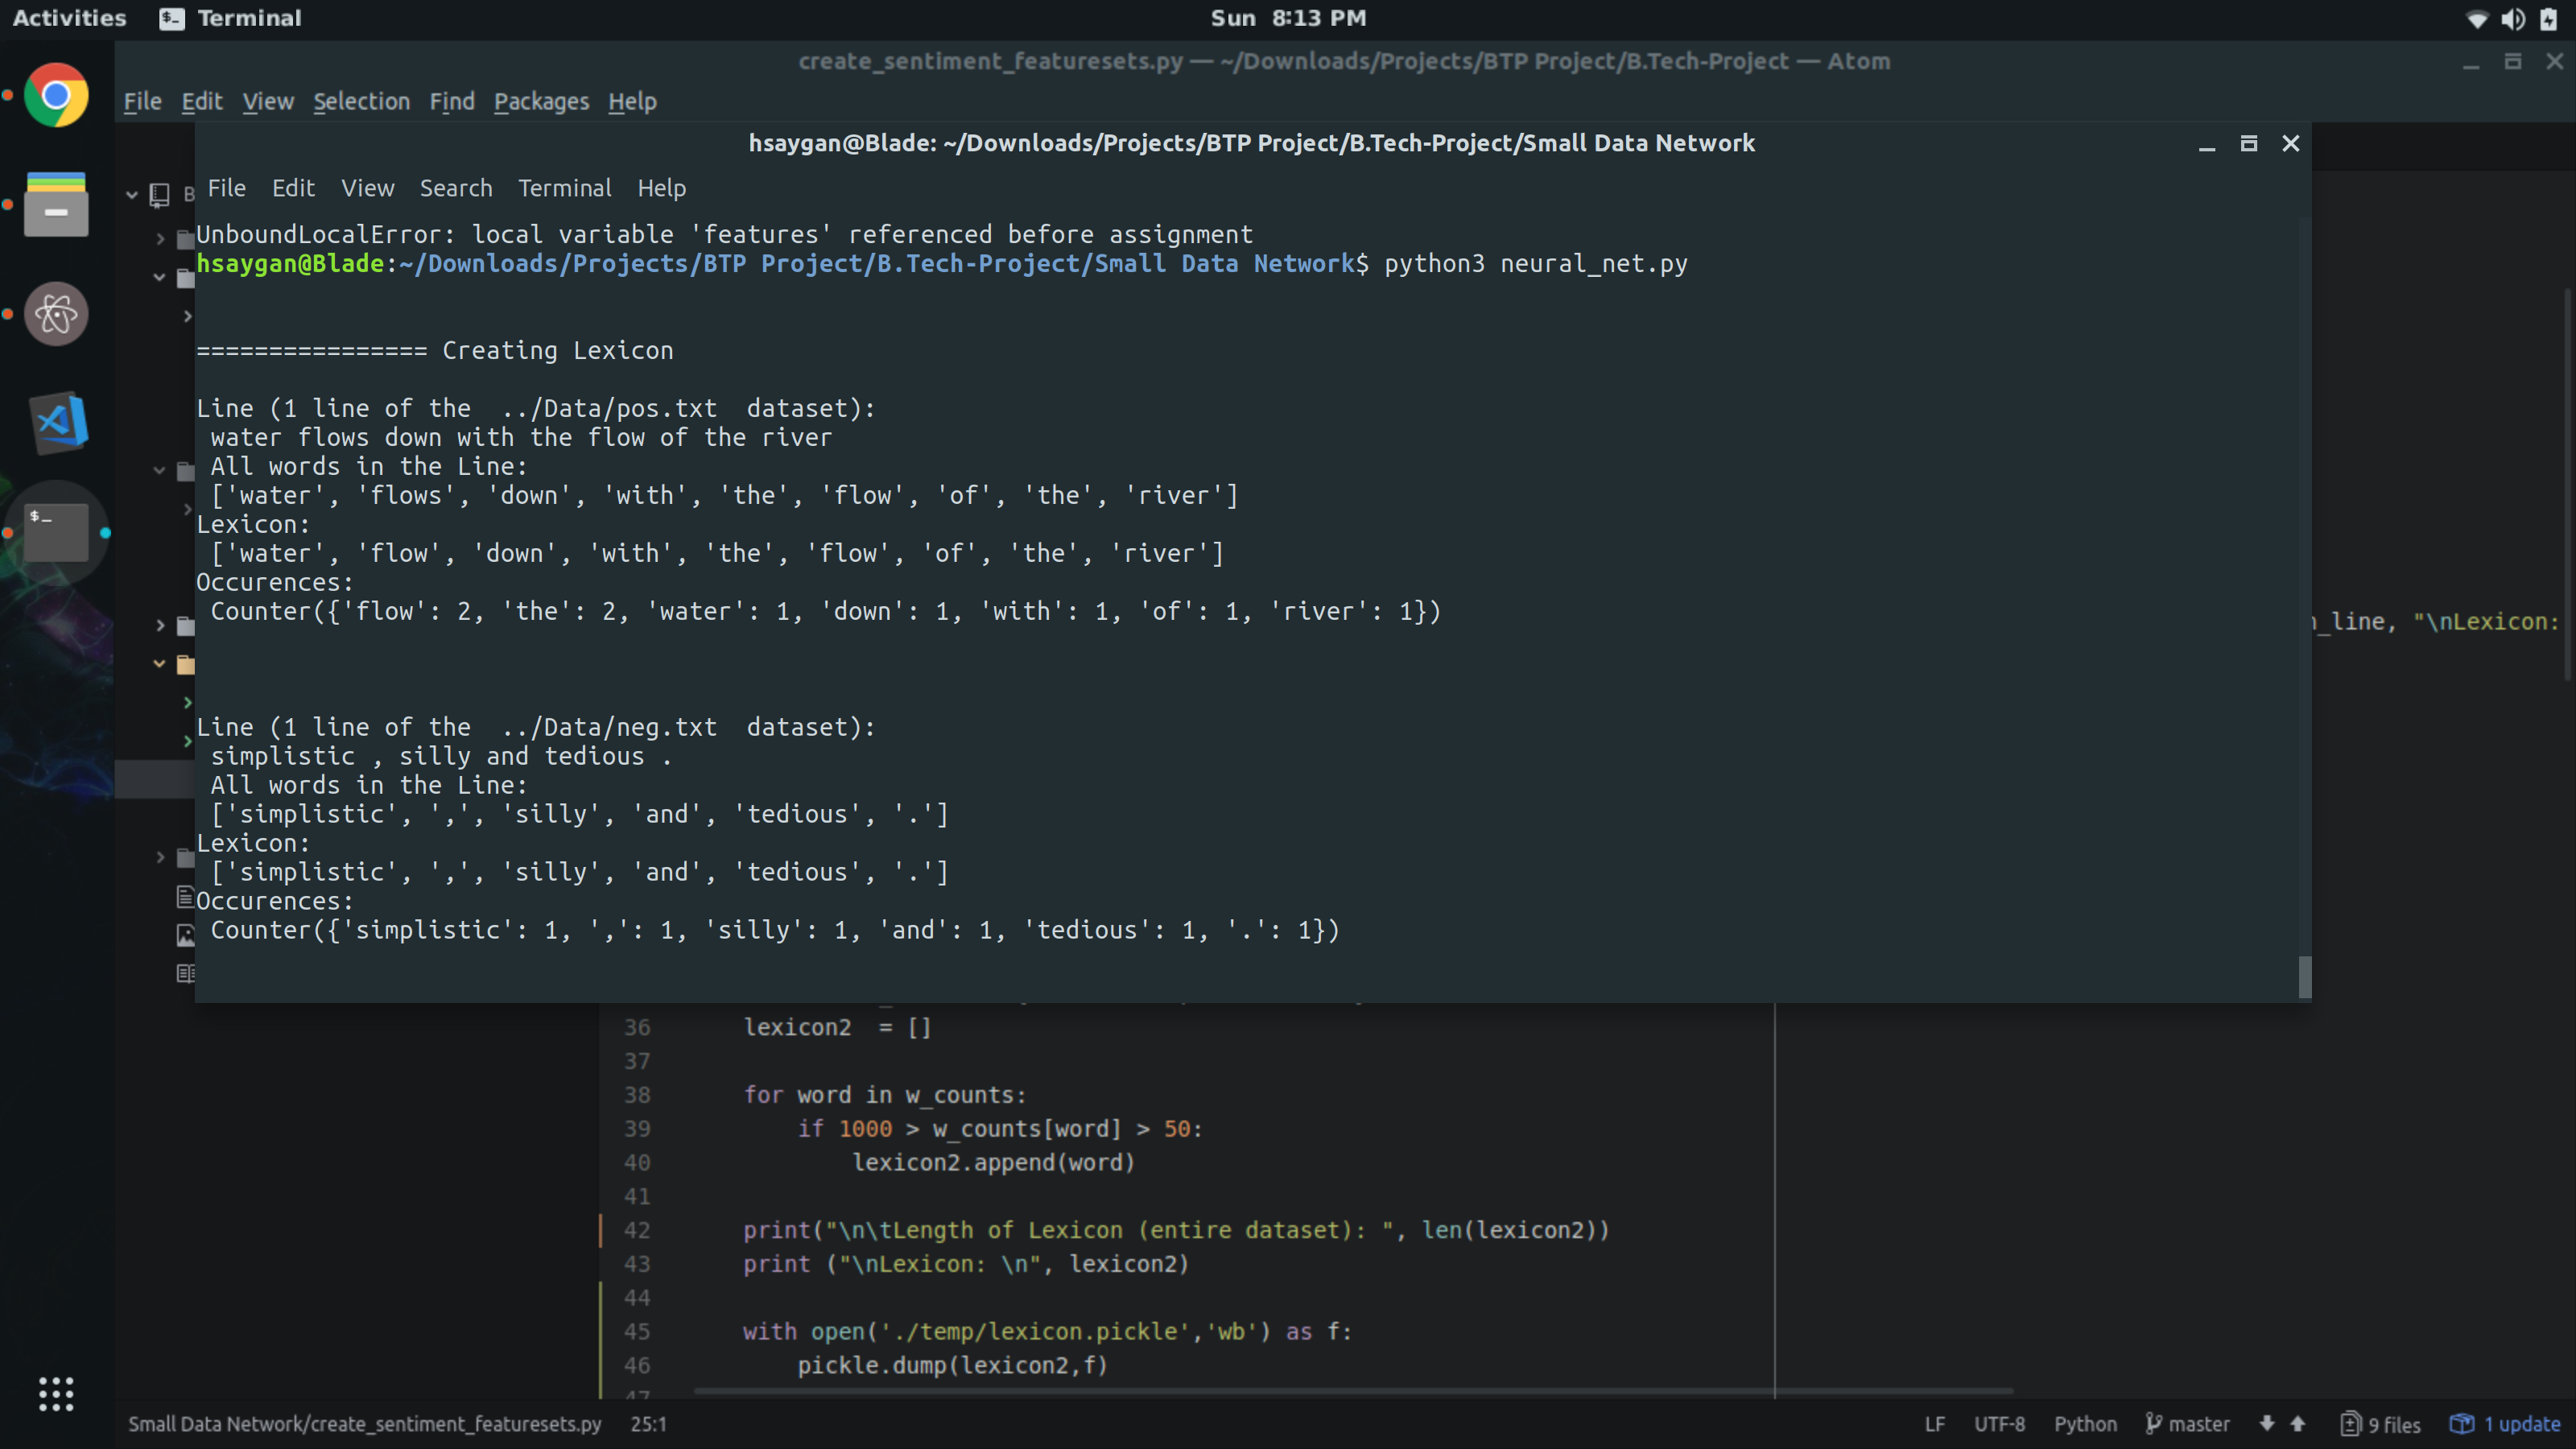 Activities Terminal Sun 8:13 PM
create_sentiment_featuresets.py — ~/Downloads/Projects/BTP Project/B.Tech-Project — Atom
File Edit View Selection Find Packages Help
hsaygan@Blade: ~/Downloads/Projects/BTP Project/B.Tech-Project/Small Data Network
B
File Edit View Search Terminal Help
UnboundLocalError: local variable 'features' referenced before assignment
hsaygan@Blade:~/Downloads/Projects/BTP Project/B.Tech-Project/Small Data Network$ python3 neural_net.py
================ Creating Lexicon
Line (1 line of the  ../Data/pos.txt  dataset):
water flows down with the flow of the river
All words in the Line:
['water', 'flows', 'down', 'with', 'the', 'flow', 'of', 'the', 'river']
Lexicon:
['water', 'flow', 'down', 'with', 'the', 'flow', 'of', 'the', 'river']
Occurences:
Counter({'flow': 2, 'the': 2, 'water': 1, 'down': 1, 'with': 1, 'of': 1, 'river': 1})
_line, "\nLexicon:
Line (1 line of the  ../Data/neg.txt  dataset):
simplistic , silly and tedious .
All words in the Line:
['simplistic', ',', 'silly', 'and', 'tedious', '.']
Lexicon:
['simplistic', ',', 'silly', 'and', 'tedious', '.']
Occurences:
Counter({'simplistic': 1, ',': 1, 'silly': 1, 'and': 1, 'tedious': 1, '.': 1})
36 lexicon2  = []
37
38 for word in w_counts:
39 if 1000 > w_counts[word] > 50:
40 lexicon2.append(word)
41
42 print("\n\tLength of Lexicon (entire dataset): ", len(lexicon2))
43 print ("\nLexicon: \n", lexicon2)
44
45 with open('./temp/lexicon.pickle','wb') as f:
46 pickle.dump(lexicon2,f)
47
Small Data Network/create_sentiment_featuresets.py 25:1 LF UTF-8 Python master 9 files 1 update